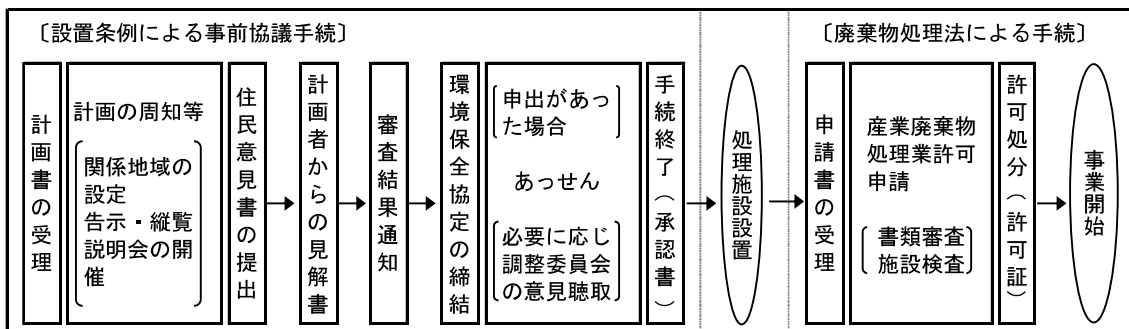 〔設置条例による事前協議手続〕
計画書の受理
計画の周知等
関係地域の
設定
告示・縦覧
説明会の開
催
住民意見書の提出
計画者からの見解書
審査結果通知
環境保全協定の締結
申出があっ
た場合
あっせん
必要に応じ
調整委員会
の意見聴取
手続終了（承認書）
処理施設設置
〔廃棄物処理法による手続〕
申請書の受理
産業廃棄物
処理業許可
申請
書類審査
施設検査
許可処分（許可証）
事業開始